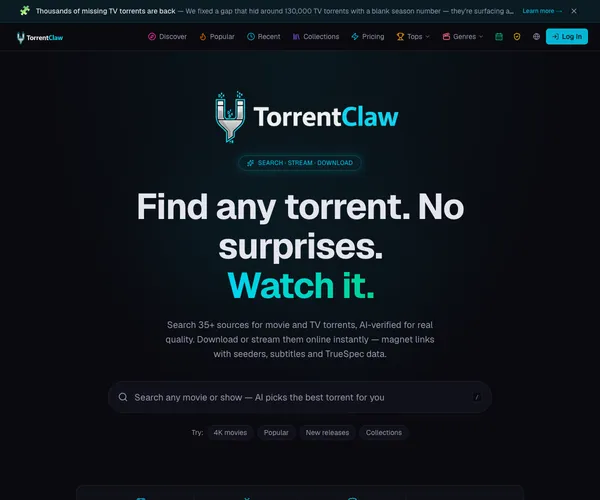 Thousands of missing TV torrents are back — We fixed a gap that hid around 130,000 TV torrents with a blank season number — they're surfacing a... Learn more →
TorrentClaw Discover Popular Recent Collections Pricing Tops Genres Log In
TorrentClaw
SEARCH · STREAM · DOWNLOAD
Find any torrent. No
surprises.
Watch it.
Search 35+ sources for movie and TV torrents, AI-verified for real
quality. Download or stream them online instantly — magnet links
with seeders, subtitles and TrueSpec data.
Search any movie or show — AI picks the best torrent for you /
Try: 4K movies Popular New releases Collections